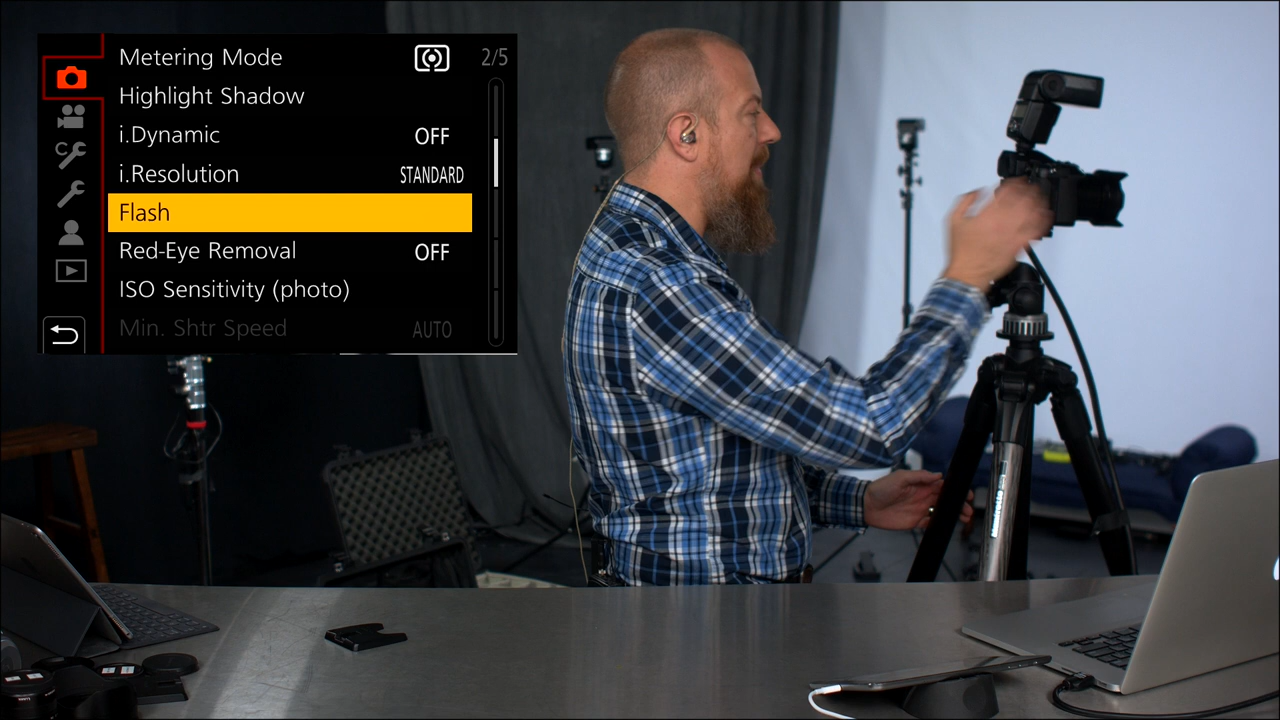 Metering Mode 2/5
Highlight Shadow
i.Dynamic OFF
i.Resolution STANDARD
Flash
Red-Eye Removal OFF
ISO Sensitivity (photo)
Min. Shtr Speed AUTO
C